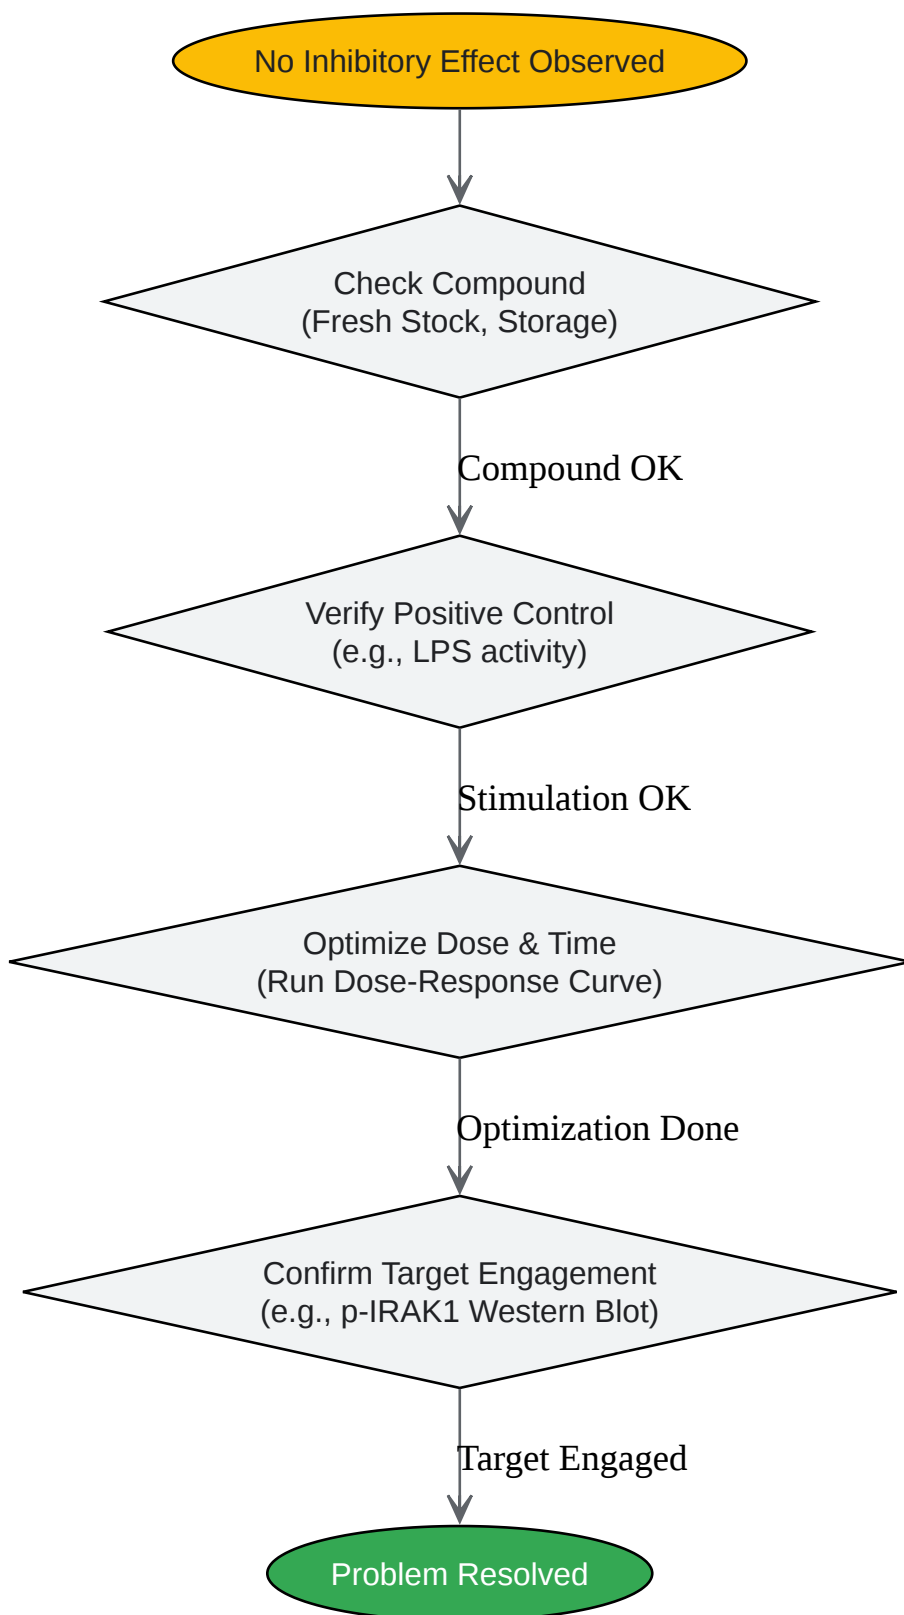 No Inhibitory Effect Observed
Check Compound
(Fresh Stock, Storage)
Compound OK
Verify Positive Control
(e.g., LPS activity)
Stimulation OK
Optimize Dose & Time
(Run Dose-Response Curve)
Optimization Done
Confirm Target Engagement
(e.g., p-IRAK1 Western Blot)
Target Engaged
Problem Resolved